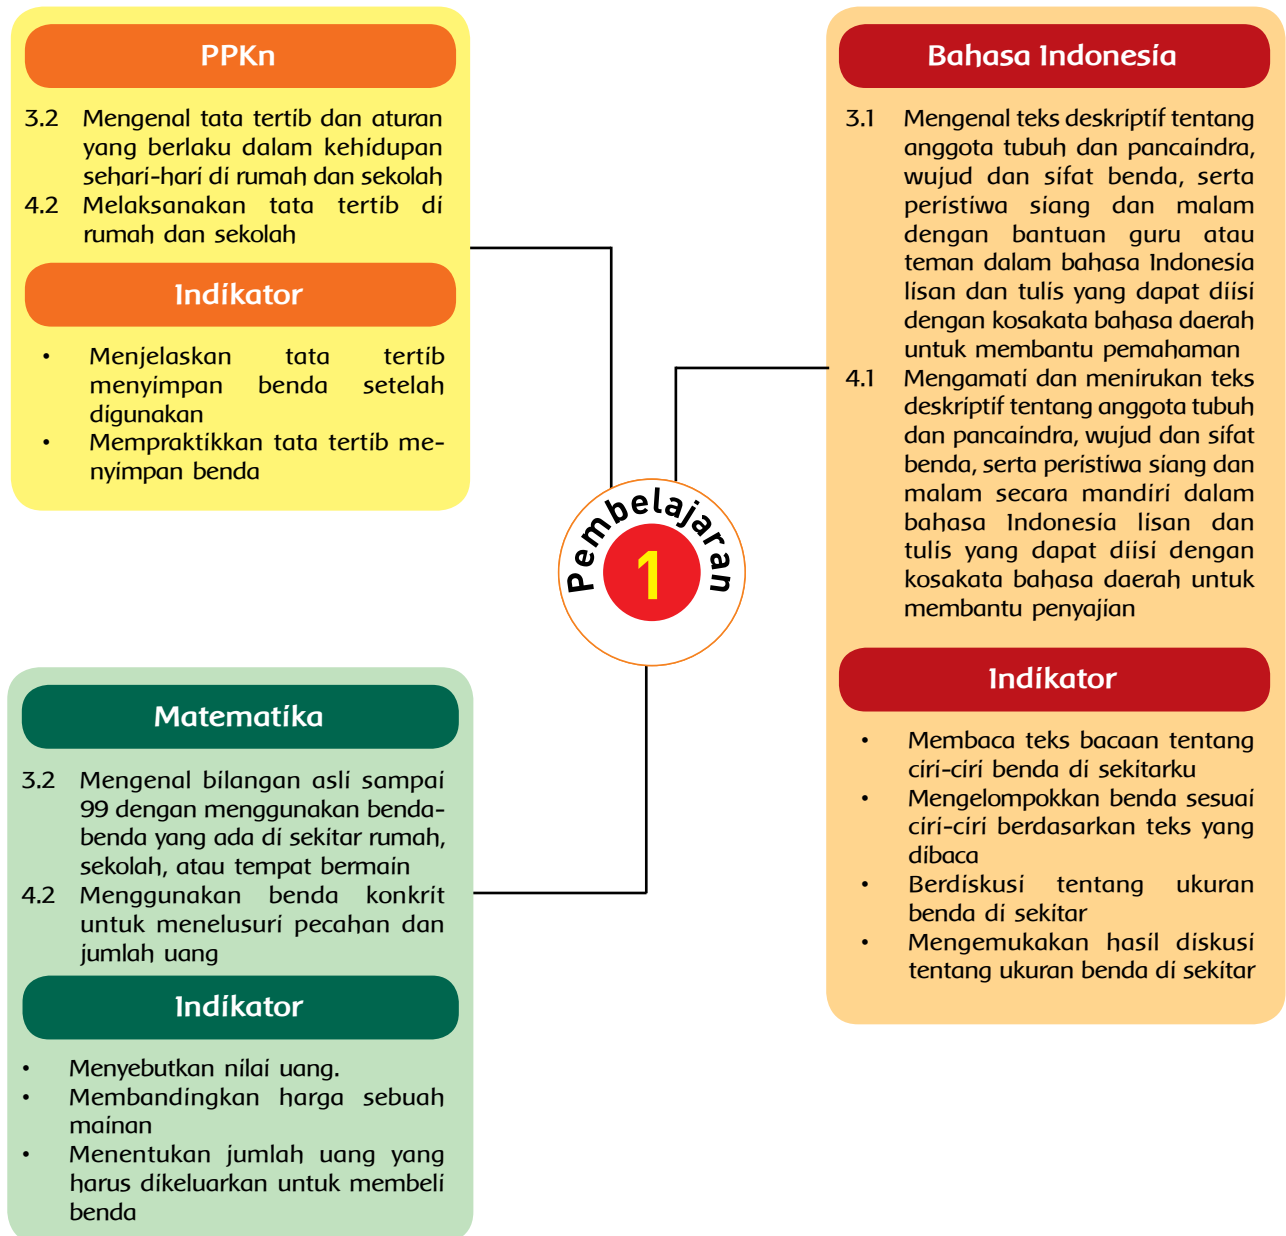 PPKn
3.2 Mengenal tata tertib dan aturan
yang berlaku dalam kehidupan
sehari-hari di rumah dan sekolah
4.2 Melaksanakan tata tertib di
rumah dan sekolah
Indikator
• Menjelaskan tata tertib
menyimpan benda setelah
digunakan
• Mempraktikkan tata tertib me-
nyimpan benda
Bahasa Indonesia
3.1 Mengenal teks deskriptif tentang
anggota tubuh dan pancaindra,
wujud dan sifat benda, serta
peristiwa siang dan malam
dengan bantuan guru atau
teman dalam bahasa Indonesia
lisan dan tulis yang dapat diisi
dengan kosakata bahasa daerah
untuk membantu pemahaman
4.1 Mengamati dan menirukan teks
deskriptif tentang anggota tubuh
dan pancaindra, wujud dan sifat
benda, serta peristiwa siang dan
malam secara mandiri dalam
bahasa Indonesia lisan dan
tulis yang dapat diisi dengan
kosakata bahasa daerah untuk
membantu penyajian
Indikator
• Membaca teks bacaan tentang
ciri-ciri benda di sekitarku
• Mengelompokkan benda sesuai
ciri-ciri berdasarkan teks yang
dibaca
• Berdiskusi tentang ukuran
benda di sekitar
• Mengemukakan hasil diskusi
tentang ukuran benda di sekitar
Pembelajaran
1
Matematika
3.2 Mengenal bilangan asli sampai
99 dengan menggunakan benda-
benda yang ada di sekitar rumah,
sekolah, atau tempat bermain
4.2 Menggunakan benda konkrit
untuk menelusuri pecahan dan
jumlah uang
Indikator
• Menyebutkan nilai uang.
• Membandingkan harga sebuah
mainan
• Menentukan jumlah uang yang
harus dikeluarkan untuk membeli
benda